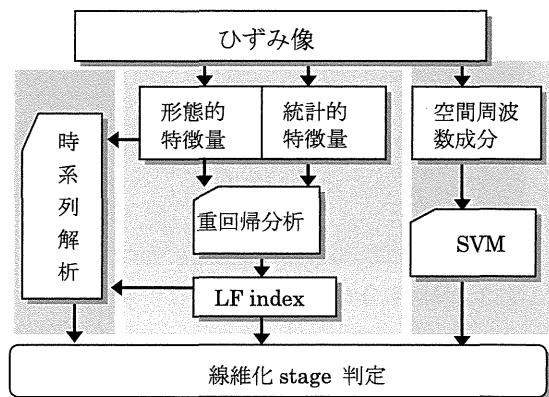 ひずみ像
形態的
特徴量
統計的
特徴量
空間周波
数成分
時系列解析
重回帰分析
SVM
LF index
線維化 stage 判定